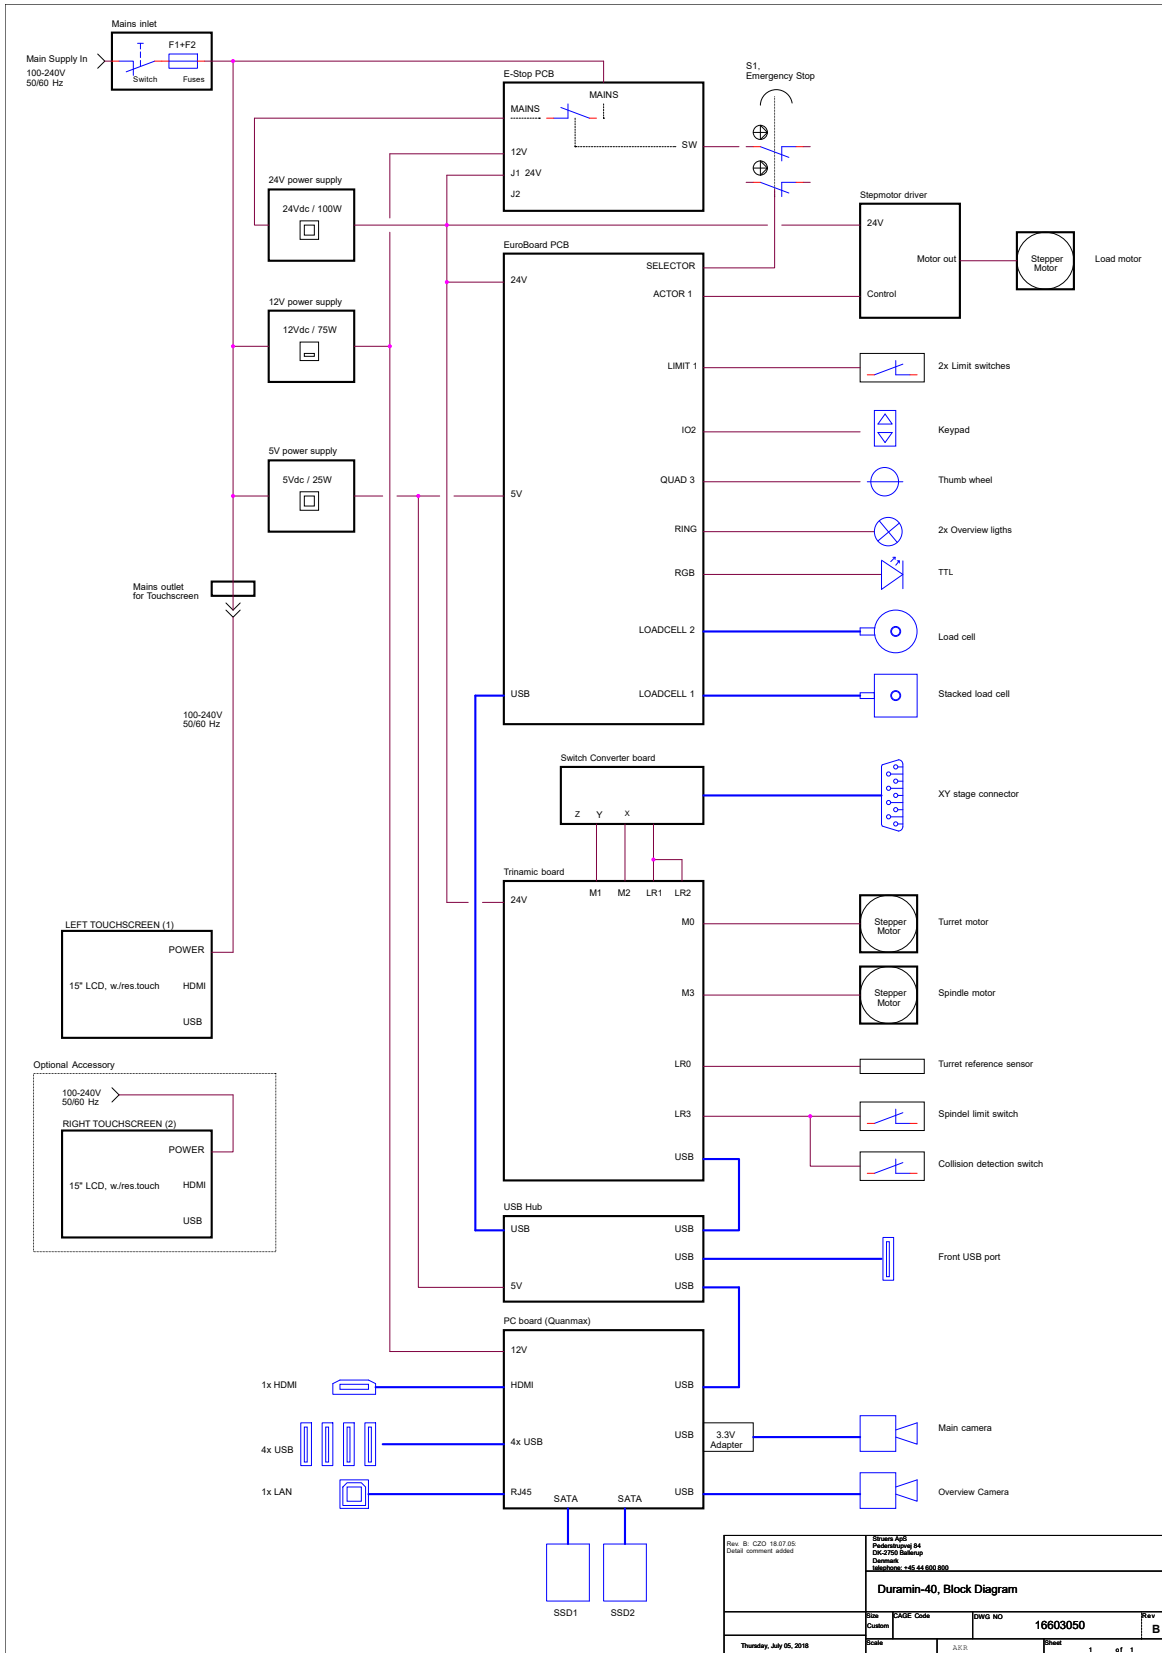 Mains inlet
Main Supply In
100-240V
50/60 Hz
F1+F2
Switch
Fuses
E-Stop PCB
MAINS
MAINS
12V
J1 24V
J2
SW
S1,
Emergency Stop
24V power supply
24Vdc / 100W
Stepmotor driver
24V
Motor out
Control
Stepper
Motor
Load motor
EuroBoard PCB
SELECTOR
24V
ACTOR 1
12V power supply
12Vdc / 75W
LIMIT 1
2x Limit switches
IO2
Keypad
5V power supply
5Vdc / 25W
QUAD 3
Thumb wheel
5V
RING
2x Overview ligths
RGB
TTL
Mains outlet
for Touchscreen
LOADCELL 2
Load cell
USB
LOADCELL 1
Stacked load cell
100-240V
50/60 Hz
Switch Converter board
Z
Y
X
XY stage connector
Trinamic board
M1
M2
LR1
LR2
24V
M0
Stepper
Motor
Turret motor
LEFT TOUCHSCREEN (1)
POWER
15" LCD, w./res.touch
HDMI
USB
M3
Stepper
Motor
Spindle motor
LR0
Turret reference sensor
Optional Accessory
100-240V
50/60 Hz
LR3
Spindel limit switch
RIGHT TOUCHSCREEN (2)
POWER
15" LCD, w./res.touch
HDMI
USB
USB
Collision detection switch
USB Hub
USB
USB
USB
Front USB port
5V
USB
PC board (Quanmax)
12V
1x HDMI
HDMI
USB
4x USB
4x USB
USB
3.3V
Adapter
Main camera
1x LAN
RJ45
USB
Overview Camera
SATA
SATA
SSD1
SSD2
Rev. B: CZO 18.07.05:
Detail comment added
Struers ApS
Pederstrupvej 84
DK-2750 Ballerup
Denmark
telephone: +45 44 600 800
Duramin-40, Block Diagram
Size
Custom
CAGE Code
DWG NO
16603050
Rev
B
Thursday, July 05, 2018
Scale
AKR
Sheet
1 of 1